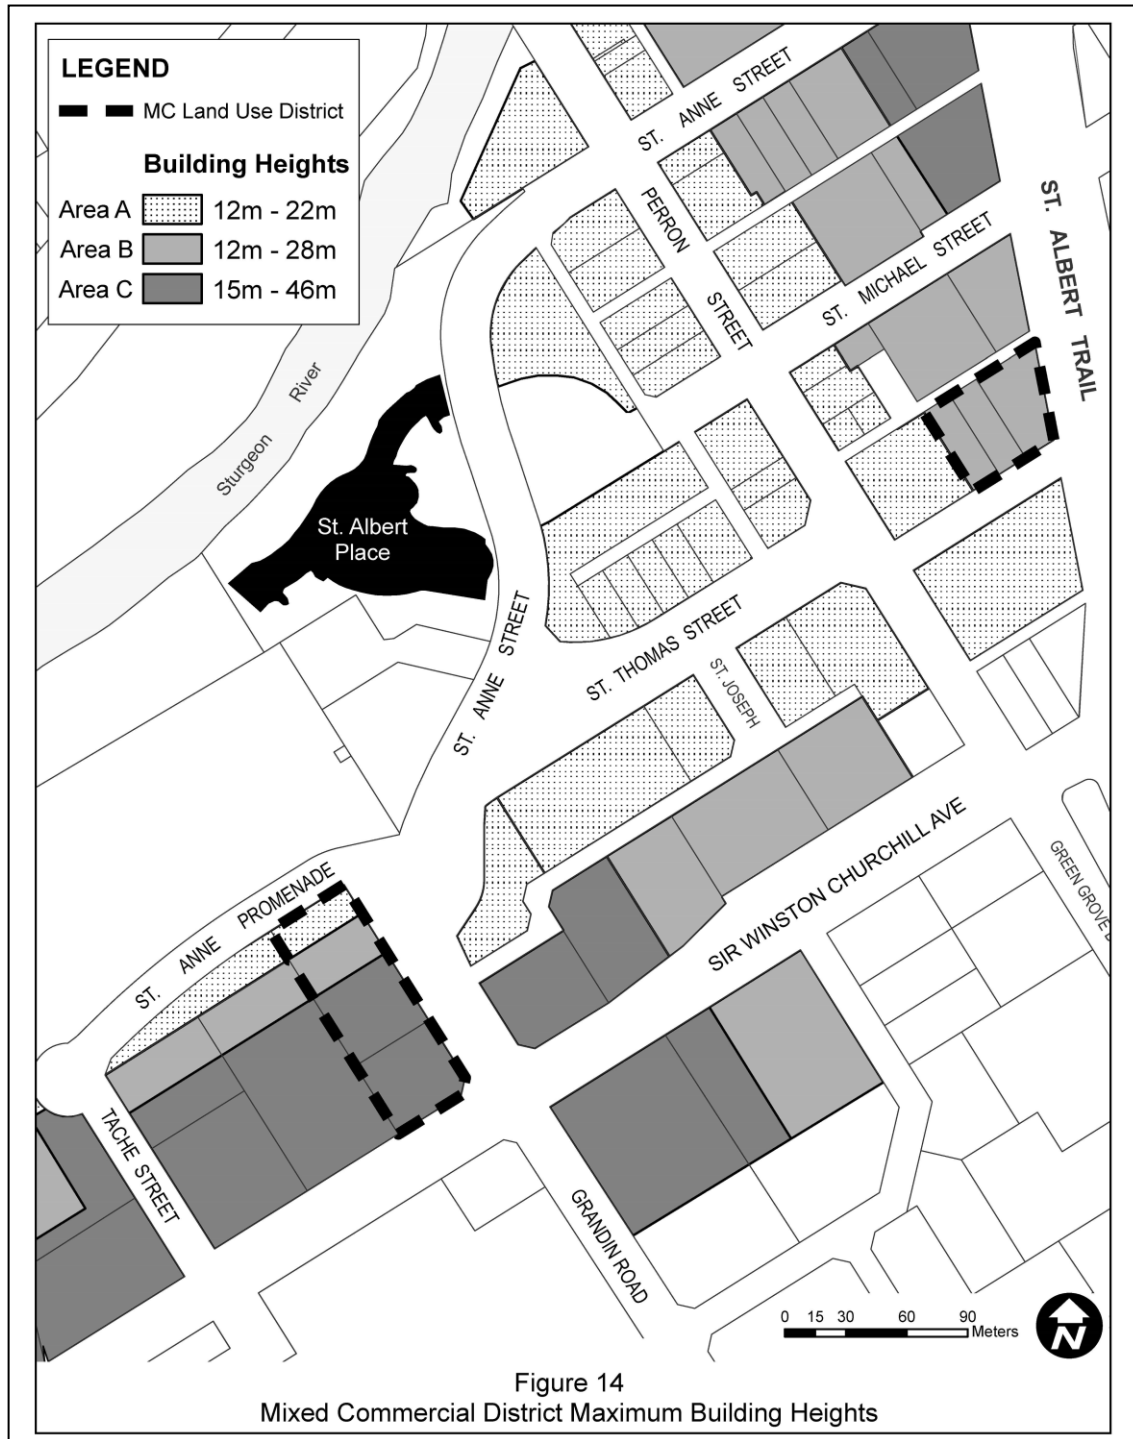 LEGEND
MC Land Use District
Building Heights
Area A 12m - 22m
Area B 12m - 28m
Area C 15m - 46m
ST. ANNE STREET
PERRON STREET
ST. MICHAEL STREET
ST. ALBERT TRAIL
Sturgeon River
St. Albert
Place
ST. ANNE STREET
ST. THOMAS STREET
ST. JOSEPH
SIR WINSTON CHURCHILL AVE
GREEN GROVE
ST. ANNE PROMENADE
TACHE STREET
GRANDIN ROAD
0 15 30 60 90
Meters
N
Figure 14
Mixed Commercial District Maximum Building Heights